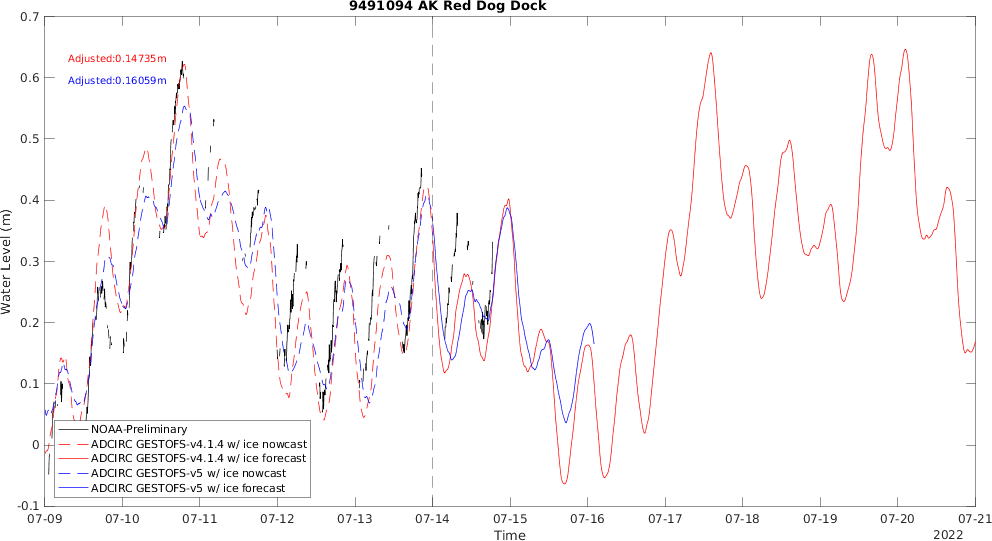 9491094 AK Red Dog Dock
0.7
0.6
0.5
0.4
0.3
0.2
0.1
0
-0.1
Water Level (m)
Adjusted:0.14735m
Adjusted:0.16059m
NOAA-Preliminary
ADCIRC GESTOFS-v4.1.4 w/ ice nowcast
ADCIRC GESTOFS-v4.1.4 w/ ice forecast
ADCIRC GESTOFS-v5 w/ ice nowcast
ADCIRC GESTOFS-v5 w/ ice forecast
07-09 07-10 07-11 07-12 07-13 07-14 07-15 07-16 07-17 07-18 07-19 07-20 07-21
Time
2022